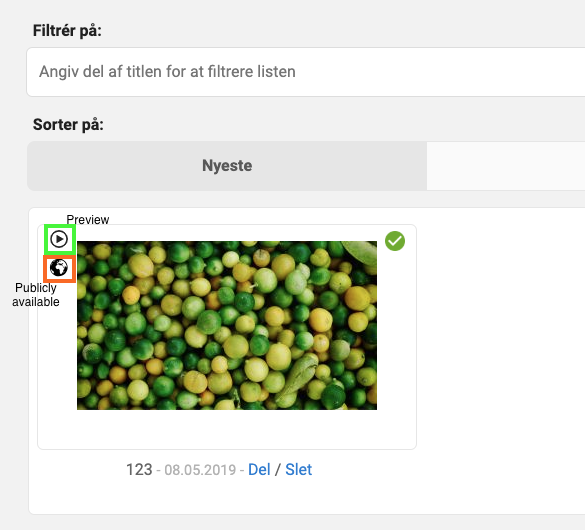 Filtrér på:
Angiv del af titlen for at filtrere listen
Sorter på:
Nyeste
Preview
Publicly
available
123 - 08.05.2019 - Del / Slet